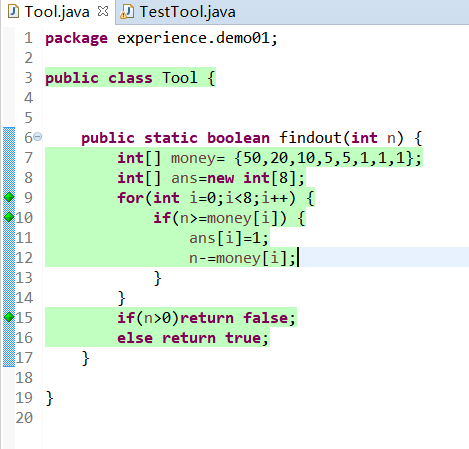 Tool.java TestTool.java
1 package experience.demo01;
2
3 public class Tool {
4
5
6 public static boolean findout(int n) {
7 int[] money= {50,20,10,5,5,1,1,1};
8 int[] ans=new int[8];
9 for(int i=0;i<8;i++) {
10 if(n>=money[i]) {
11 ans[i]=1;
12 n-=money[i];
13 }
14 }
15 if(n>0)return false;
16 else return true;
17 }
18
19 }
20